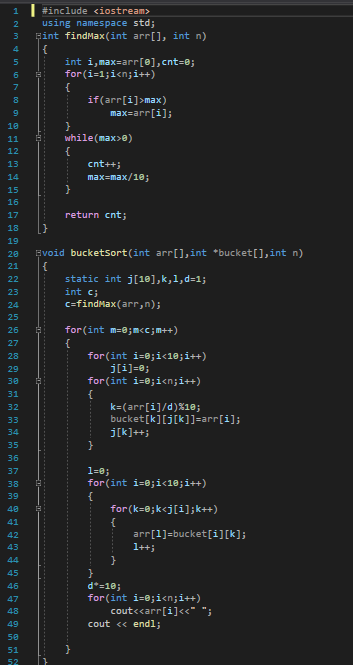 1 #include <iostream>
2 using namespace std;
3 int findMax(int arr[], int n)
4 {
5 int i,max=arr[0],cnt=0;
6 for(i=1;i<n;i++)
7 {
8 if(arr[i]>max)
9 max=arr[i];
10 }
11 while(max>0)
12 {
13 cnt++;
14 max=max/10;
15 }
16
17 return cnt;
18 }
19
20 void bucketSort(int arr[],int *bucket[],int n)
21 {
22 static int j[10],k,l,d=1;
23 int c;
24 c=findMax(arr,n);
25
26 for(int m=0;m<c;m++)
27 {
28 for(int i=0;i<10;i++)
29 j[i]=0;
30 for(int i=0;i<n;i++)
31 {
32 k=(arr[i]/d)%10;
33 bucket[k][j[k]]=arr[i];
34 j[k]++;
35 }
36
37 l=0;
38 for(int i=0;i<10;i++)
39 {
40 for(k=0;k<j[i];k++)
41 {
42 arr[l]=bucket[i][k];
43 l++;
44 }
45 }
46 d*=10;
47 for(int i=0;i<n;i++)
48 cout<<arr[i]<<" ";
49 cout << endl;
50
51 }
52 }